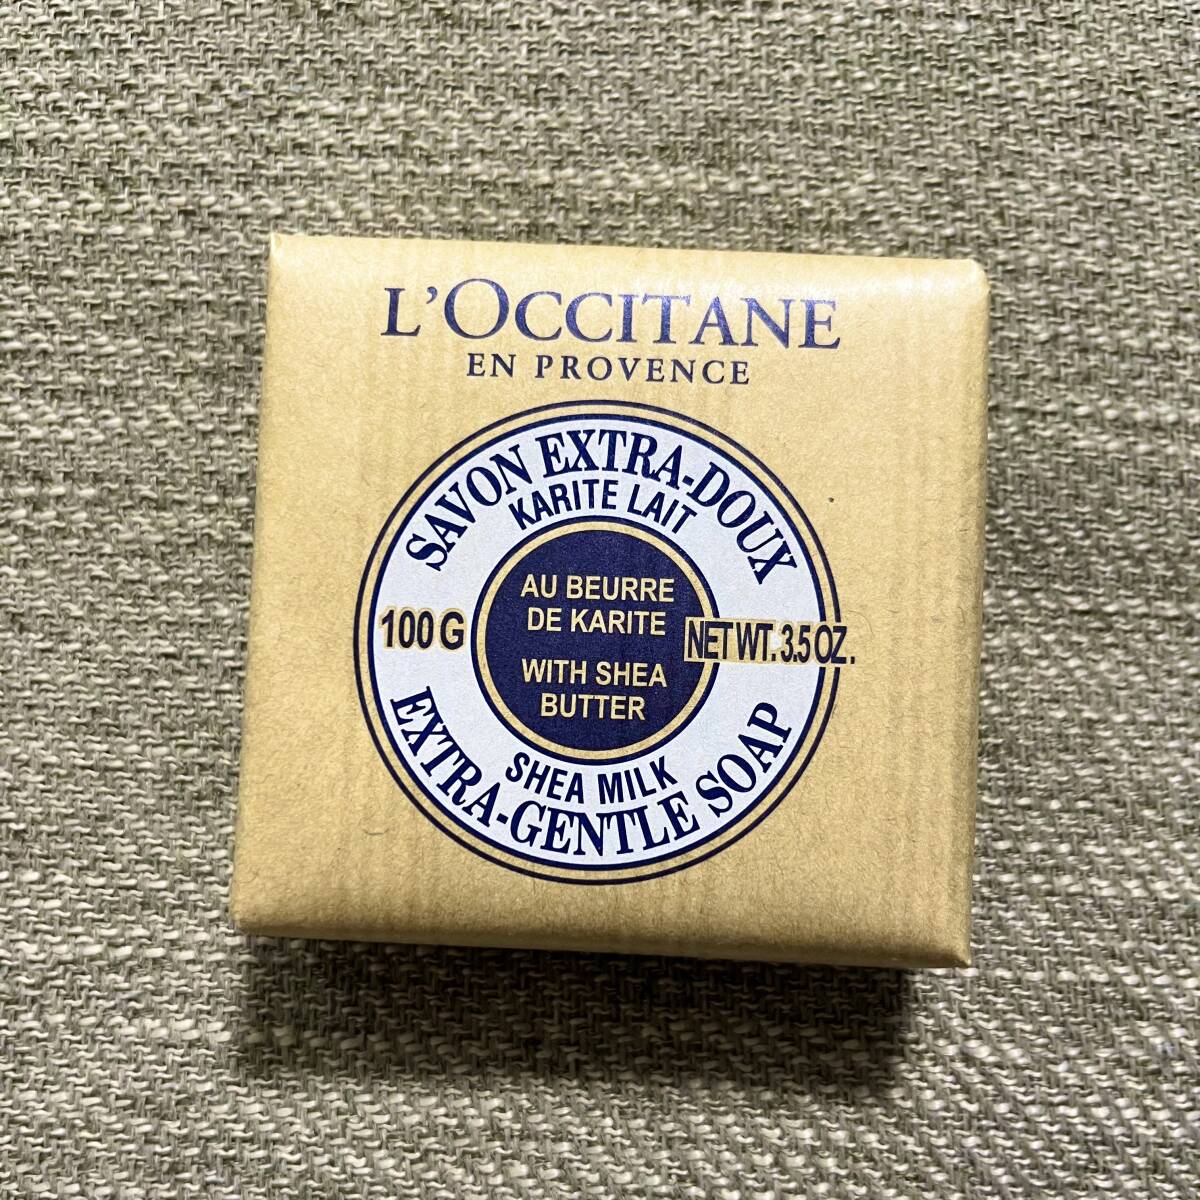 L'OCCITANE
EN PROVENCE
SAVON EXTRA-DOUX
KARITE LAIT
AU BEURRE
DE KARITE
100 G
NET WT. 3.5 OZ.
WITH SHEA
BUTTER
SHEA MILK
EXTRA-GENTLE SOAP